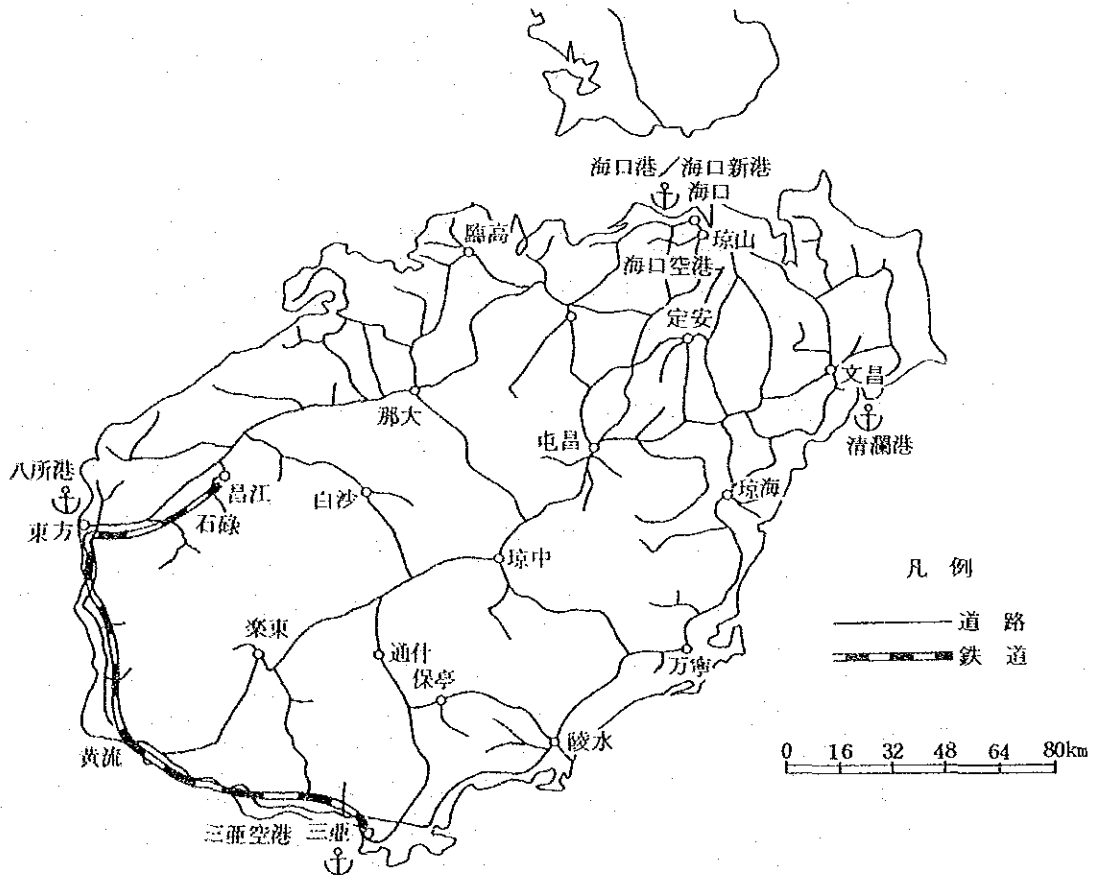 海口港/海口新港
海口
臨高
琼山
海口空港
定安
文昌
那大
屯昌
清瀾港
八所港
昌江
白沙
琼海
石碌
東方
琼中
凡 例
道 路
鉄 道
楽東
通什
保亭
万寧
陵水
黄流
0 16 32 48 64 80km
三亜空港
三亜